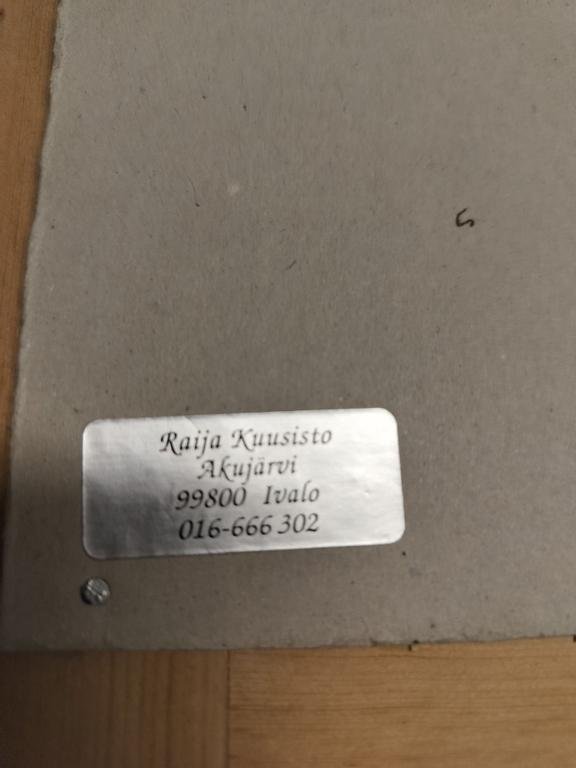 Raija Kuusisto
Akujärvi
99800 Ivalo
016-666 302